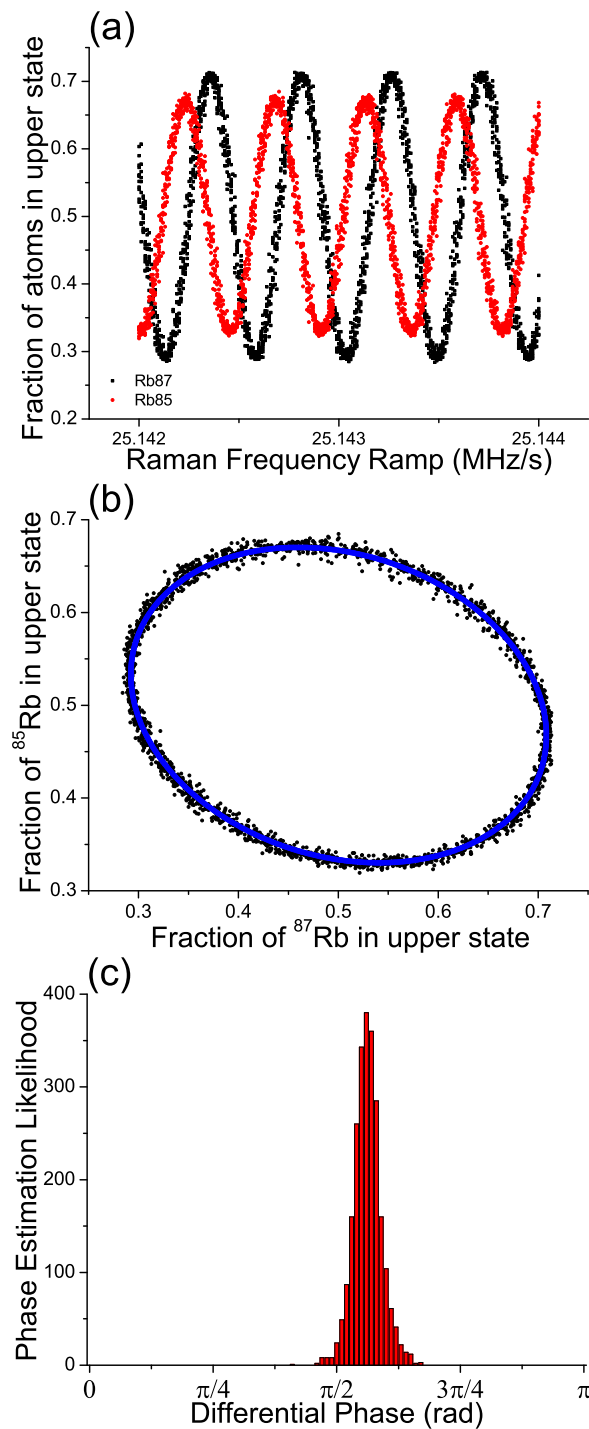 (a)
Fraction of atoms in upper state
0.7
0.6
0.5
0.4
0.3
0.2
Rb87
Rb85
25.142
25.143
25.144
Raman Frequency Ramp (MHz/s)
(b)
Fraction of ⁸⁵Rb in upper state
0.7
0.6
0.5
0.4
0.3
0.3
0.4
0.5
0.6
0.7
Fraction of ⁸⁷Rb in upper state
(c)
Phase Estimation Likelihood
400
300
200
100
0
0
π/4
π/2
3π/4
π
Differential Phase (rad)